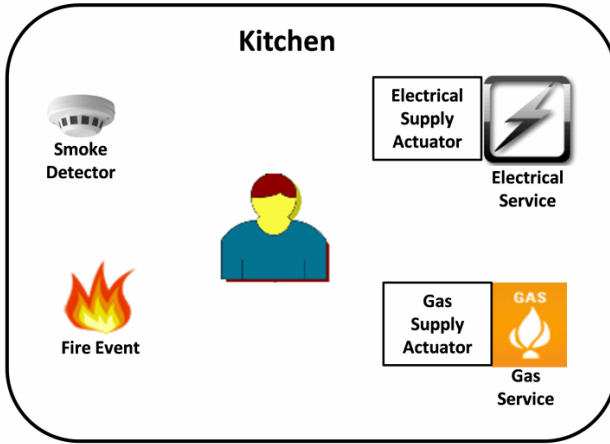 Kitchen
Smoke
Detector
Electrical
Supply
Actuator
Electrical
Service
Fire Event
Gas
Supply
Actuator
GAS
Gas
Service